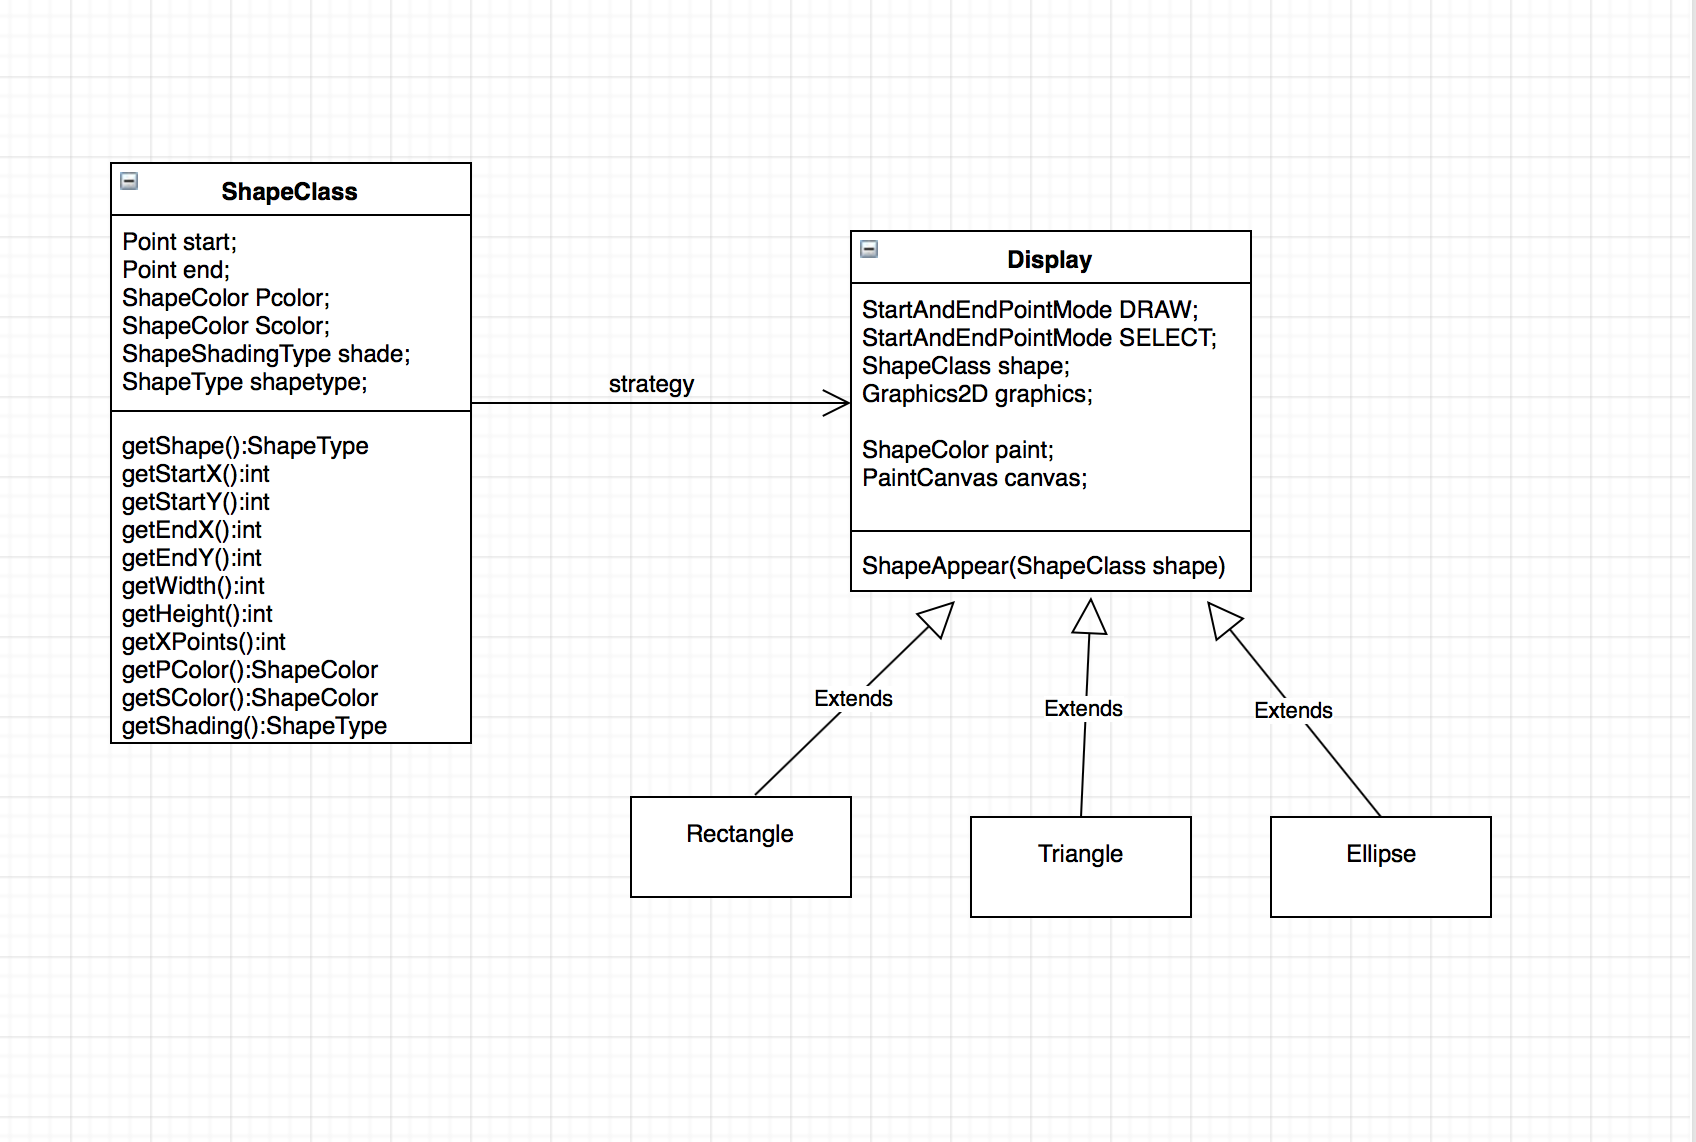 ShapeClass
Point start;
Point end;
ShapeColor Pcolor;
ShapeColor Scolor;
ShapeShadingType shade;
ShapeType shapetype;
getShape():ShapeType
getStartX():int
getStartY():int
getEndX():int
getEndY():int
getWidth():int
getHeight():int
getXPoints():int
getPColor():ShapeColor
getSColor():ShapeColor
getShading():ShapeType
strategy
Display
StartAndEndPointMode DRAW;
StartAndEndPointMode SELECT;
ShapeClass shape;
Graphics2D graphics;
ShapeColor paint;
PaintCanvas canvas;
ShapeAppear(ShapeClass shape)
Extends
Extends
Extends
Rectangle
Triangle
Ellipse